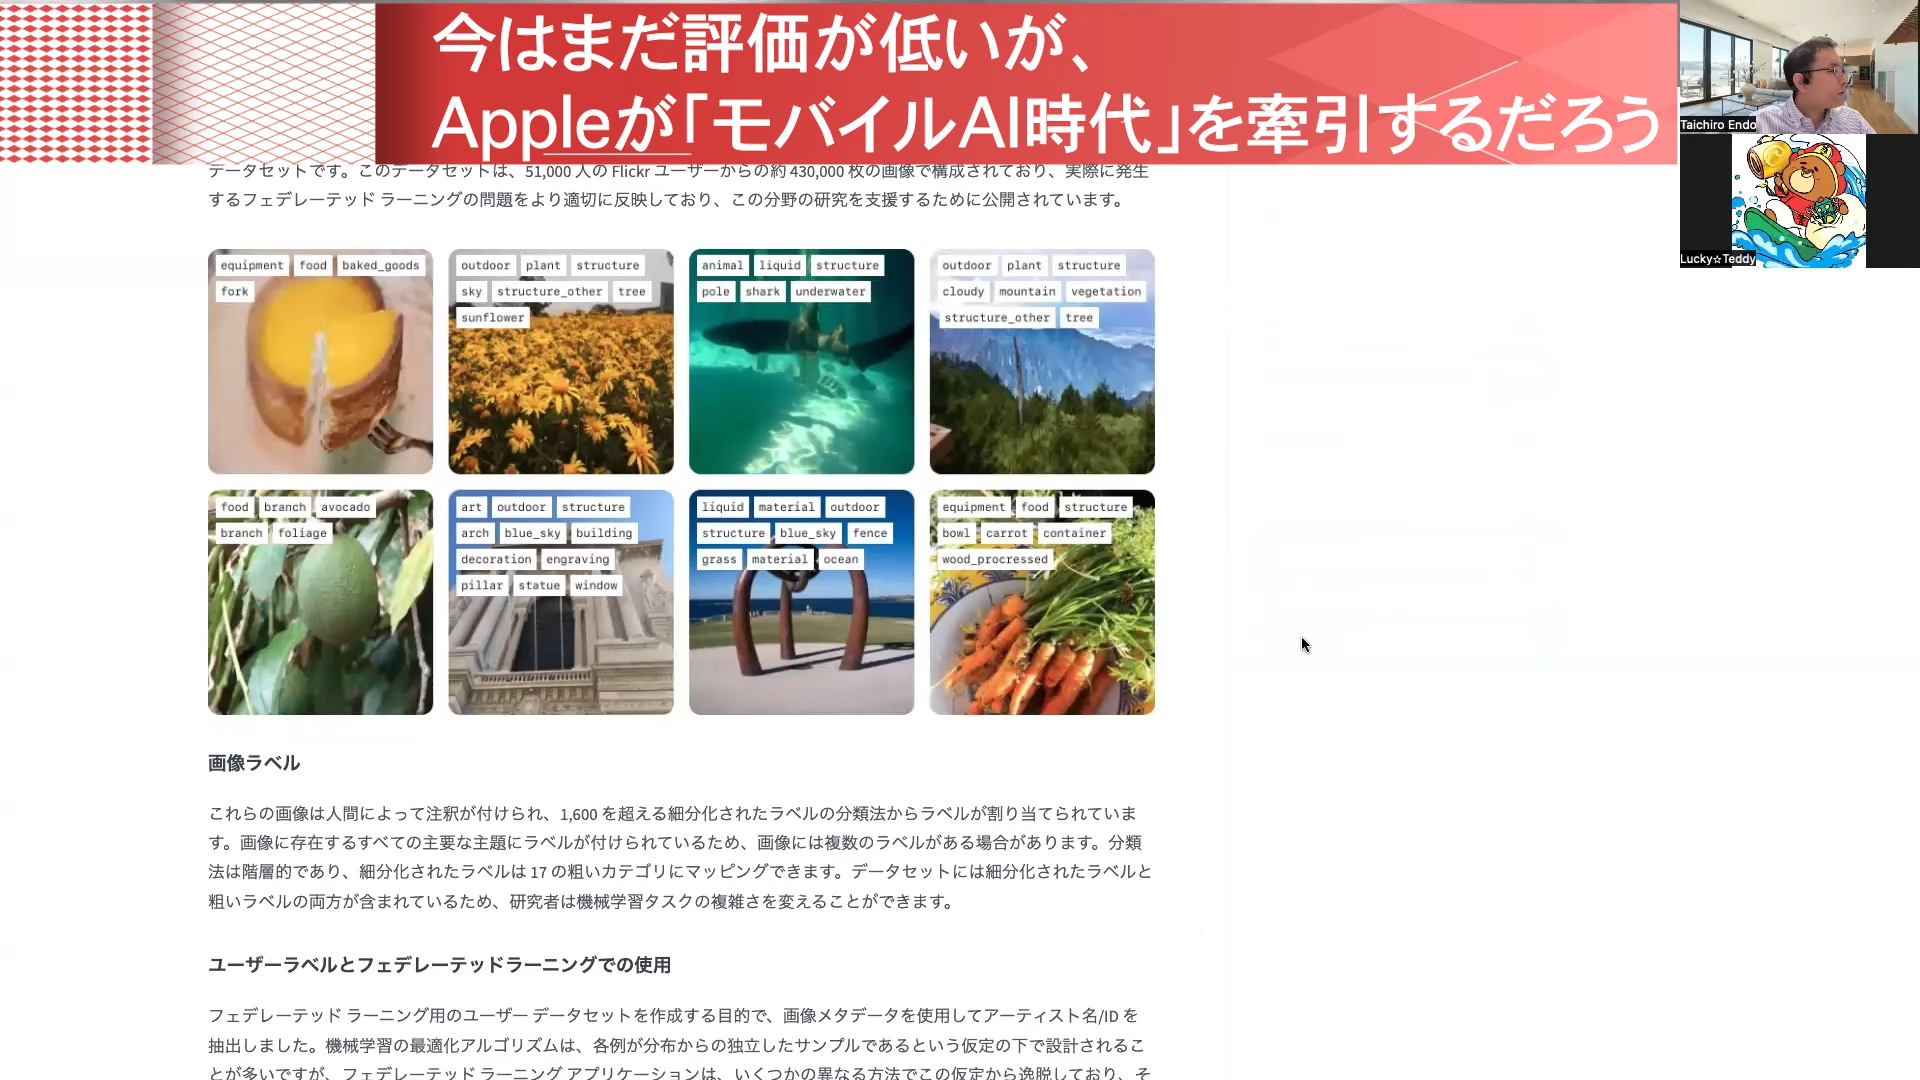 今はまだ評価が低いが、
Appleが「モバイルAI時代」を牽引するだろう
Taichiro Endo
Lucky☆Teddy
データセットです。このデータセットは、51,000 人の Flickr ユーザーからの約 430,000 枚の画像で構成されており、実際に発生
するフェデレーテッド ラーニングの問題をより適切に反映しており、この分野の研究を支援するために公開されています。
equipment food baked_goods
fork
outdoor plant structure
sky structure_other tree
sunflower
animal liquid structure
pole shark underwater
outdoor plant structure
cloudy mountain vegetation
structure_other tree
food branch avocado
branch foliage
art outdoor structure
arch blue_sky building
decoration engraving
pillar statue window
liquid material outdoor
structure blue_sky fence
grass material ocean
equipment food structure
bowl carrot container
wood_procressed
画像ラベル
これらの画像は人間によって注釈が付けられ、1,600 を超える細分化されたラベルの分類法からラベルが割り当てられていま
す。画像に存在するすべての主要な主題にラベルが付けられているため、画像には複数のラベルがある場合があります。分類
法は階層的であり、細分化されたラベルは 17 の粗いカテゴリにマッピングできます。データセットには細分化されたラベルと
粗いラベルの両方が含まれているため、研究者は機械学習タスクの複雑さを変えることができます。
ユーザーラベルとフェデレーテッドラーニングでの使用
フェデレーテッド ラーニング用のユーザー データセットを作成する目的で、画像メタデータを使用してアーティスト名/ID を
抽出しました。機械学習の最適化アルゴリズムは、各例が分布からの独立したサンプルであるという仮定の下で設計されるこ
とが多いですが、フェデレーテッド ラーニング アプリケーションは、いくつかの異なる方法でこの仮定から逸脱しており、そ